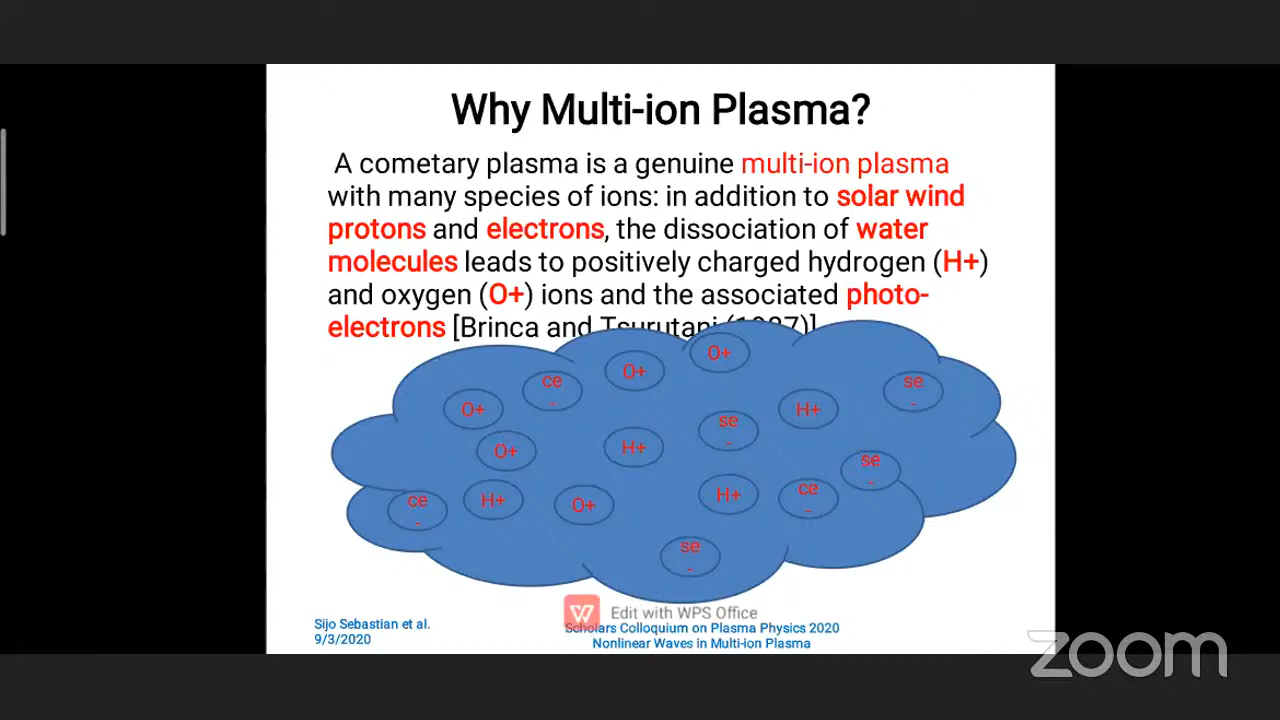 Why Multi-ion Plasma?
A cometary plasma is a genuine multi-ion plasma
with many species of ions: in addition to solar wind
protons and electrons, the dissociation of water
molecules leads to positively charged hydrogen (H+)
and oxygen (O+) ions and the associated photo-
electrons [Brinca and Tsurutani (1987)]
O+
O+
ce
-
se
-
O+
H+
se
-
O+
H+
se
-
ce
-
H+
O+
H+
ce
-
se
-
Edit with WPS Office
Sijo Sebastian et al.
9/3/2020
Scholars Colloquium on Plasma Physics 2020
Nonlinear Waves in Multi-ion Plasma
zoom